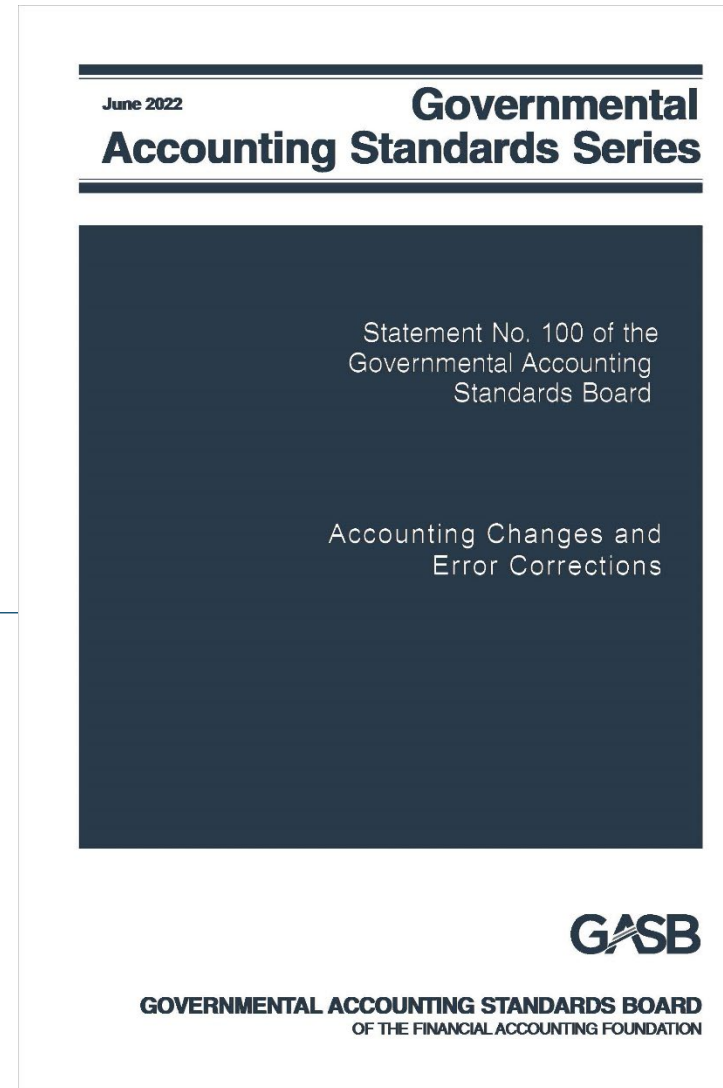 June 2022
Governmental
Accounting Standards Series
Statement No. 100 of the
Governmental Accounting
Standards Board
Accounting Changes and
Error Corrections
GASB
GOVERNMENTAL ACCOUNTING STANDARDS BOARD
OF THE FINANCIAL ACCOUNTING FOUNDATION